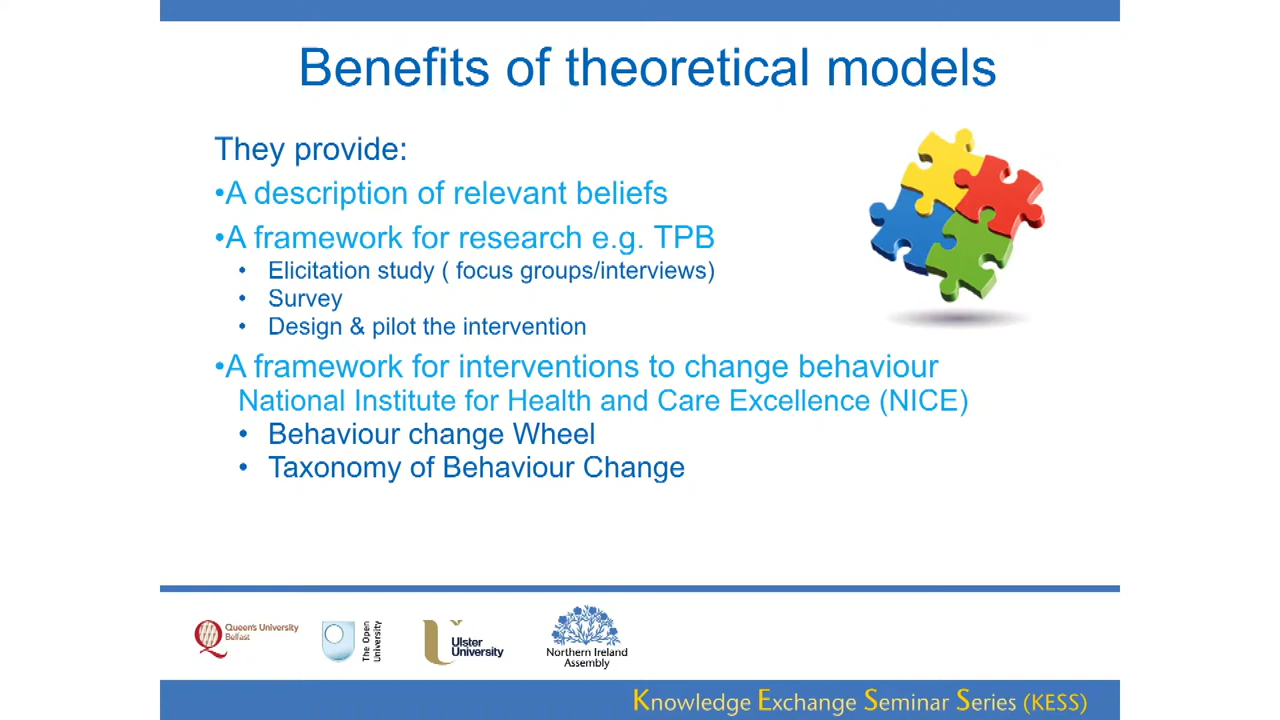 Benefits of theoretical models
They provide:
•A description of relevant beliefs
•A framework for research e.g. TPB
• Elicitation study ( focus groups/interviews)
• Survey
• Design & pilot the intervention
•A framework for interventions to change behaviour
National Institute for Health and Care Excellence (NICE)
• Behaviour change Wheel
• Taxonomy of Behaviour Change
Queen's University
Belfast
The Open
University
Ulster
University
Northern Ireland
Assembly
Knowledge Exchange Seminar Series (KESS)